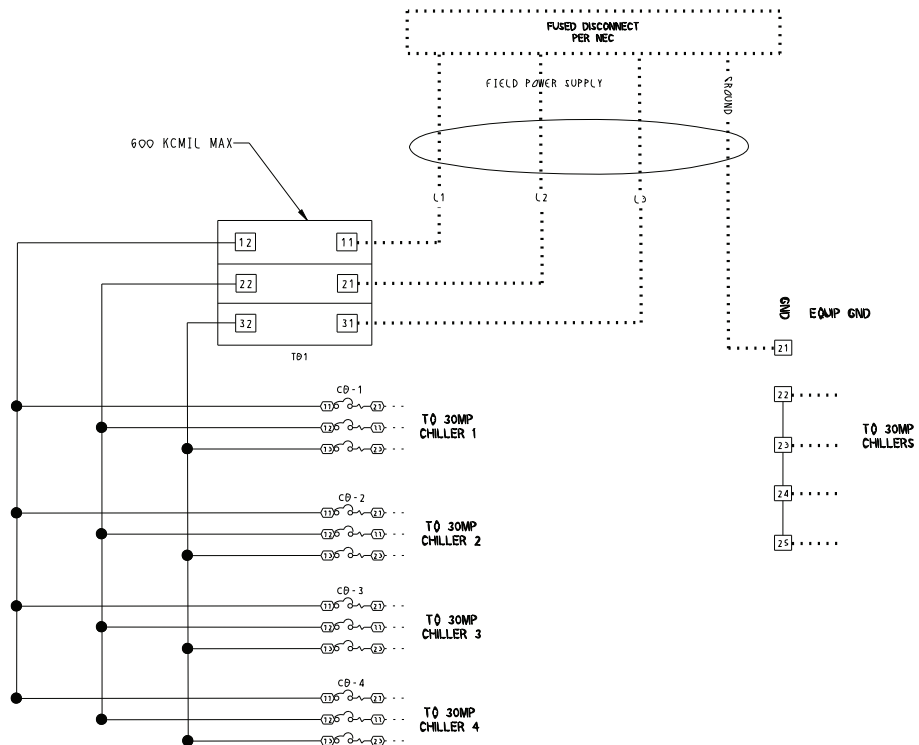 FUSED DISCONNECT
PER NEC
FIELD POWER SUPPLY
GROUND
600 KCMIL MAX
L1
L2
L3
12
11
22
21
32
31
TB1
GND
EQUIP GND
21
22
23
24
25
TO 30MP
CHILLERS
CB-1
11 21
12 11
13 23
TO 30MP
CHILLER 1
CB-2
11 21
12 11
13 23
TO 30MP
CHILLER 2
CB-3
11 21
12 11
13 23
TO 30MP
CHILLER 3
CB-4
11 21
12 11
13 23
TO 30MP
CHILLER 4